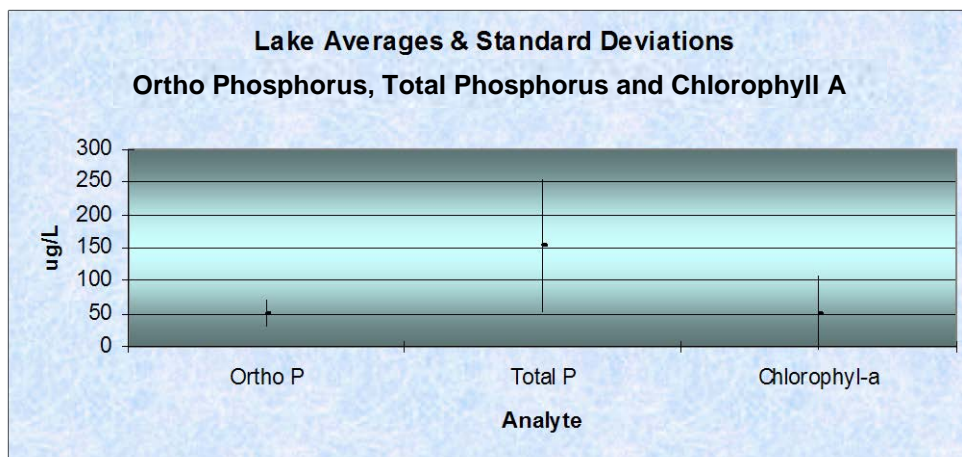 Lake Averages & Standard Deviations
Ortho Phosphorus, Total Phosphorus and Chlorophyll A
300
250
200
150
100
50
0
ug/L
Ortho P
Total P
Chlorophyl-a
Analyte